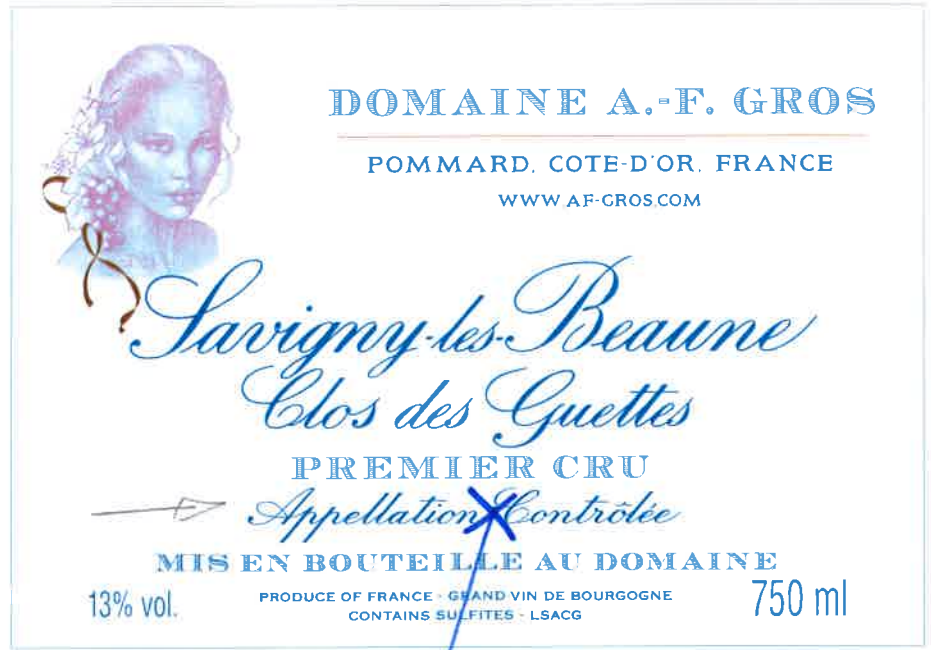 DOMAINE A.-F. GROS
POMMARD, COTE-D'OR, FRANCE
WWW.AF-GROS.COM
Savigny-les-Beaune
Clos des Guettes
PREMIER CRU
Appellation Contrôlée
MIS EN BOUTEILLE AU DOMAINE
13% vol.
PRODUCE OF FRANCE - GRAND VIN DE BOURGOGNE
CONTAINS SULFITES - LSACG
750 ml